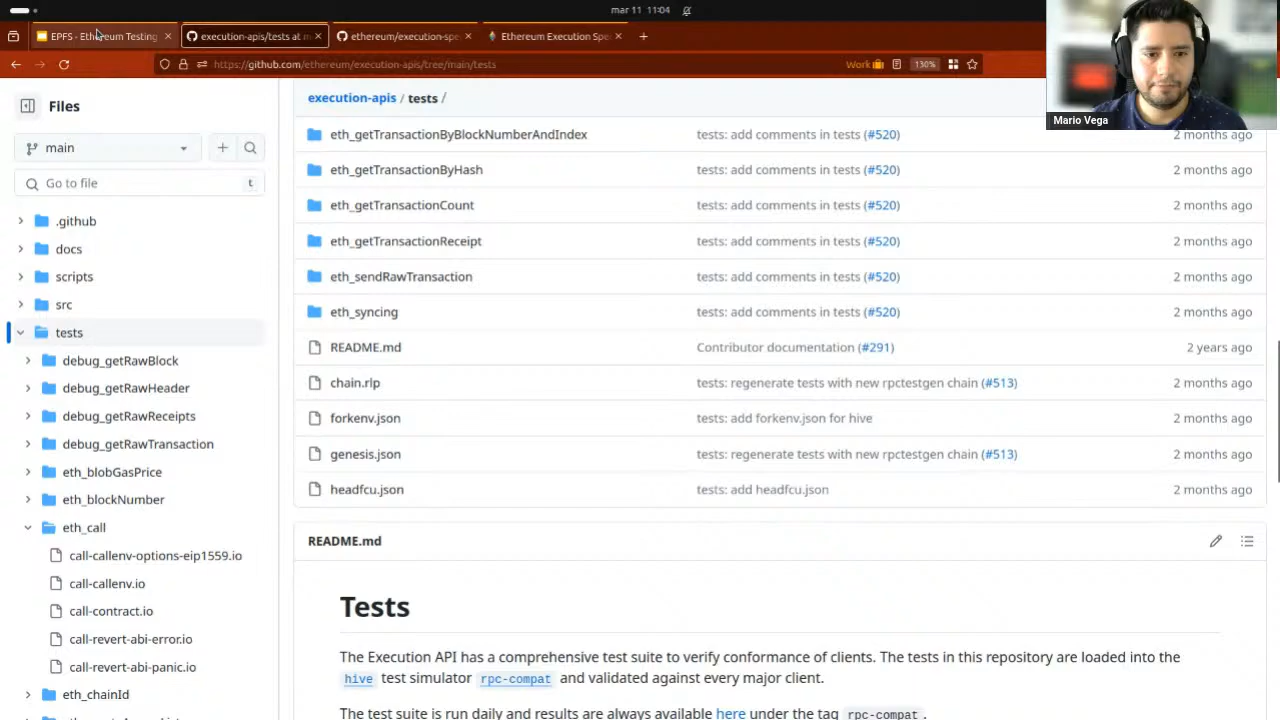 mar 11 11:04
EPFS - Ethereum Testing
execution-apis/tests at m
ethereum/execution-spe
Ethereum Execution Spe
https://github.com/ethereum/execution-apis/tree/main/tests
Work
130%
Mario Vega
Files
main
Go to file
t
.github
docs
scripts
src
tests
debug_getRawBlock
debug_getRawHeader
debug_getRawReceipts
debug_getRawTransaction
eth_blobGasPrice
eth_blockNumber
eth_call
call-callenv-options-eip1559.io
call-callenv.io
call-contract.io
call-revert-abi-error.io
call-revert-abi-panic.io
eth_chainId
execution-apis / tests /
eth_getTransactionByBlockNumberAndIndex tests: add comments in tests (#520) 2 months ago
eth_getTransactionByHash tests: add comments in tests (#520) 2 months ago
eth_getTransactionCount tests: add comments in tests (#520) 2 months ago
eth_getTransactionReceipt tests: add comments in tests (#520) 2 months ago
eth_sendRawTransaction tests: add comments in tests (#520) 2 months ago
eth_syncing tests: add comments in tests (#520) 2 months ago
README.md Contributor documentation (#291) 2 years ago
chain.rlp tests: regenerate tests with new rpctestgen chain (#513) 2 months ago
forkenv.json tests: add forkenv.json for hive 2 months ago
genesis.json tests: regenerate tests with new rpctestgen chain (#513) 2 months ago
headfcu.json tests: add headfcu.json 2 months ago
README.md
Tests
The Execution API has a comprehensive test suite to verify conformance of clients. The tests in this repository are loaded into the
hive test simulator rpc-compat and validated against every major client.
The test suite is run daily and results are always available here under the tag rpc-compat.